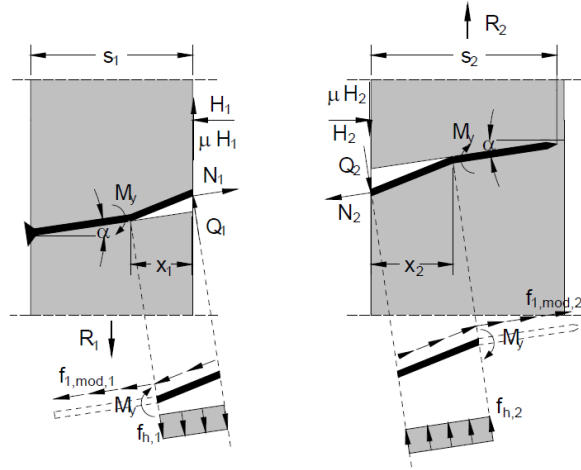 s1
s2
R2
H1
μ H1
N1
My
α
Q1
x1
R1
f1,mod,1
My
fh,1
μ H2
H2
Q2
N2
My
α
x2
f1,mod,2
My
fh,2